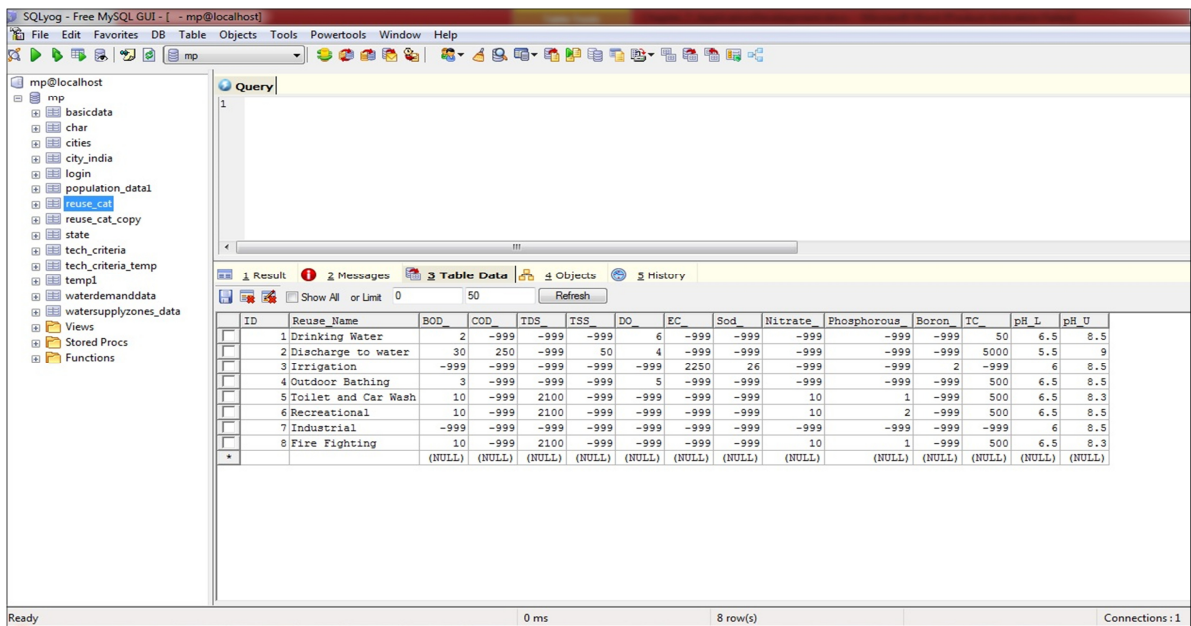 SQLyog - Free MySQL GUI - [ - mp@localhost]
File Edit Favorites DB Table Objects Tools Powertools Window Help
mp
mp@localhost
mp
basicdata
char
cities
city_india
login
population_data1
reuse_cat
reuse_cat_copy
state
tech_criteria
tech_criteria_temp
temp1
waterdemanddata
watersupplyzones_data
Views
Stored Procs
Functions
Query
1
1 Result 2 Messages 3 Table Data 4 Objects 5 History
Show All or Limit 0 50 Refresh
ID Reuse_Name BOD_ COD_ TDS_ TSS_ DO_ EC_ Sod_ Nitrate_ Phosphorous_ Boron_ TC_ pH_L pH_U
1 Drinking Water 2 -999 -999 -999 6 -999 -999 -999 -999 -999 50 6.5 8.5
2 Discharge to water 30 250 -999 50 4 -999 -999 -999 -999 -999 5000 5.5 9
3 Irrigation -999 -999 -999 -999 -999 2250 26 -999 -999 2 -999 6 8.5
4 Outdoor Bathing 3 -999 -999 -999 5 -999 -999 -999 -999 -999 500 6.5 8.5
5 Toilet and Car Wash 10 -999 2100 -999 -999 -999 -999 10 1 -999 500 6.5 8.3
6 Recreational 10 -999 2100 -999 -999 -999 -999 10 2 -999 500 6.5 8.5
7 Industrial -999 -999 -999 -999 -999 -999 -999 -999 -999 -999 -999 6 8.5
8 Fire Fighting 10 -999 2100 -999 -999 -999 -999 10 1 -999 500 6.5 8.3
* (NULL) (NULL) (NULL) (NULL) (NULL) (NULL) (NULL) (NULL) (NULL) (NULL) (NULL) (NULL) (NULL)
Ready 0 ms 8 row(s) Connections : 1